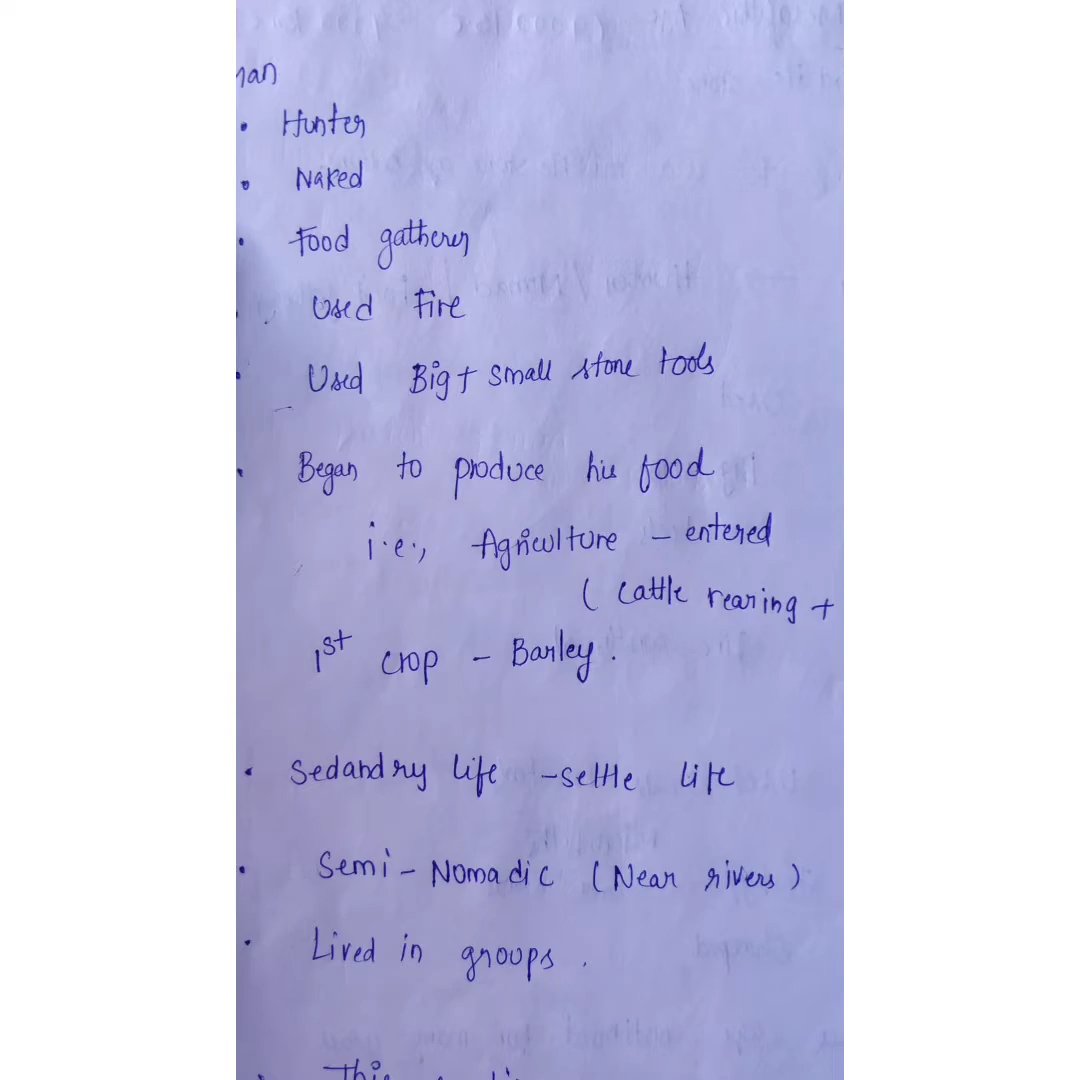 • Hunter
• Naked
• Food gatherer
• Used Fire
• Used Big + small stone tools
• Began to produce his food
i.e., Agriculture - entered
( Cattle rearing +
1st crop - Barley.
• Sedandry life - settle life
• Semi - Nomadic (Near rivers)
• Lived in groups.